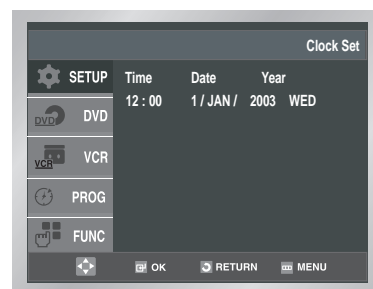 Clock Set
SETUP
DVD
DVD
VCR
VCR
PROG
FUNC
Time Date Year
12 : 00 1 / JAN / 2003 WED
OK RETURN MENU